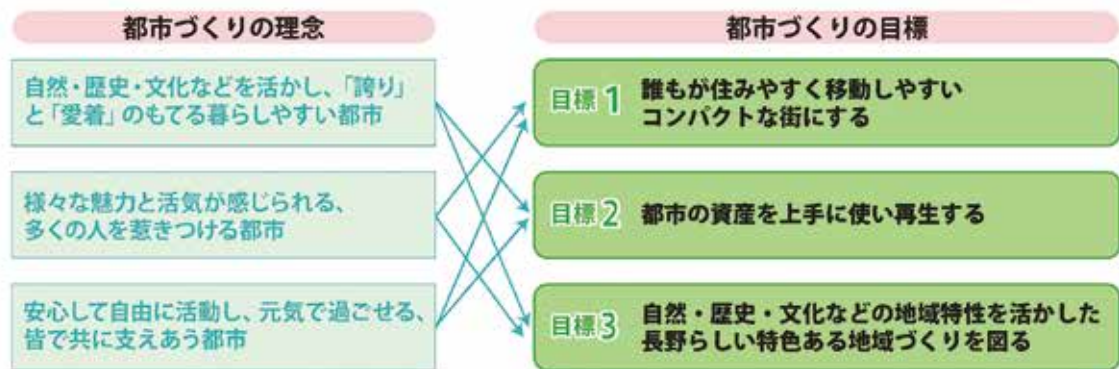 都市づくりの理念
自然・歴史・文化などを活かし、「誇り」
と「愛着」のもてる暮らしやすい都市
様々な魅力と活気が感じられる、
多くの人を惹きつける都市
安心して自由に活動し、元気で過ごせる、
皆で共に支えあう都市
都市づくりの目標
目標1 誰もが住みやすく移動しやすい
コンパクトな街にする
目標2 都市の資産を上手に使い再生する
目標3 自然・歴史・文化などの地域特性を活かした
長野らしい特色ある地域づくりを図る